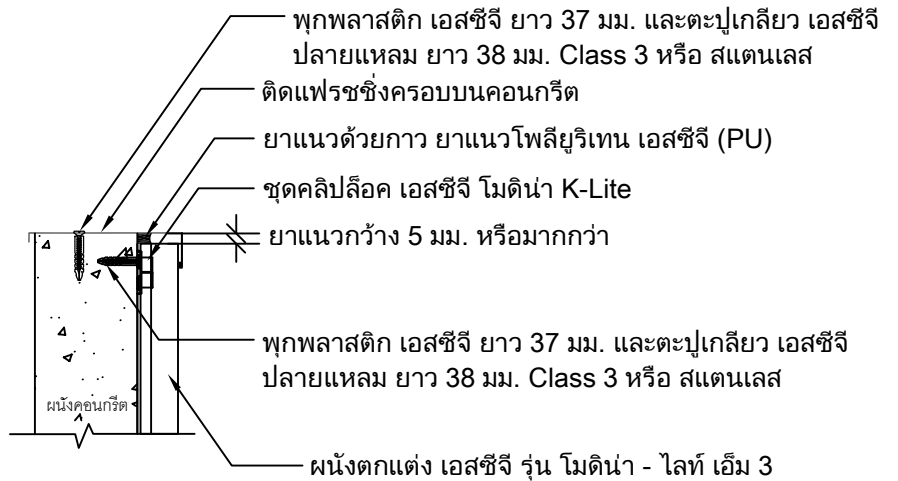 พุกพลาสติก เอสซีจี ยาว 37 มม. และตะปูเกลียว เอสซีจี
ปลายแหลม ยาว 38 มม. Class 3 หรือ สแตนเลส
ติดแฟรชชิ่งครอบบนคอนกรีต
ยาแนวด้วยกาว ยาแนวโพลียูริเทน เอสซีจี (PU)
ชุดคลิปล็อค เอสซีจี โมดิน่า K-Lite
ยาแนวกว้าง 5 มม. หรือมากกว่า
พุกพลาสติก เอสซีจี ยาว 37 มม. และตะปูเกลียว เอสซีจี
ปลายแหลม ยาว 38 มม. Class 3 หรือ สแตนเลส
ผนังคอนกรีต
ผนังตกแต่ง เอสซีจี รุ่น โมดิน่า - ไลท์ เอ็ม 3